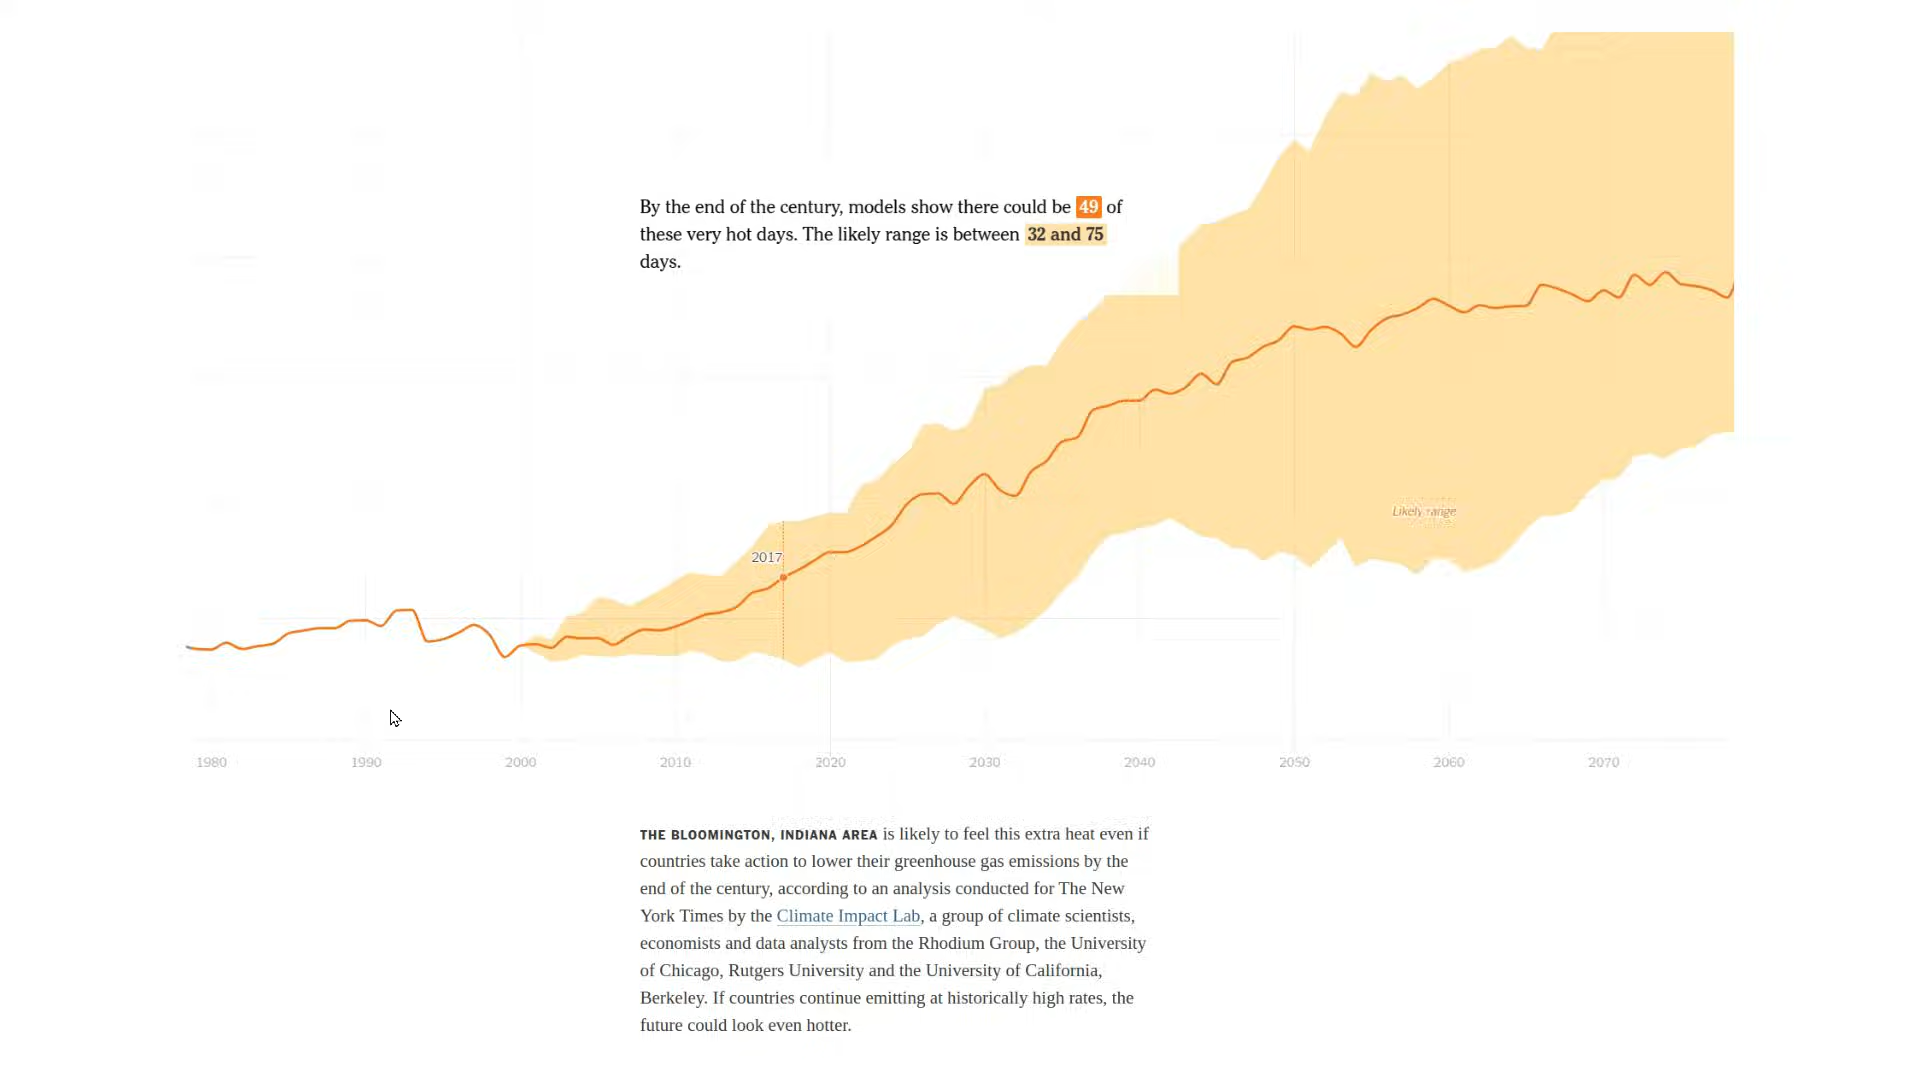 By the end of the century, models show there could be 49 of
these very hot days. The likely range is between 32 and 75
days.
Likely range
2017
1980 1990 2000 2010 2020 2030 2040 2050 2060 2070
THE BLOOMINGTON, INDIANA AREA is likely to feel this extra heat even if
countries take action to lower their greenhouse gas emissions by the
end of the century, according to an analysis conducted for The New
York Times by the Climate Impact Lab, a group of climate scientists,
economists and data analysts from the Rhodium Group, the University
of Chicago, Rutgers University and the University of California,
Berkeley. If countries continue emitting at historically high rates, the
future could look even hotter.